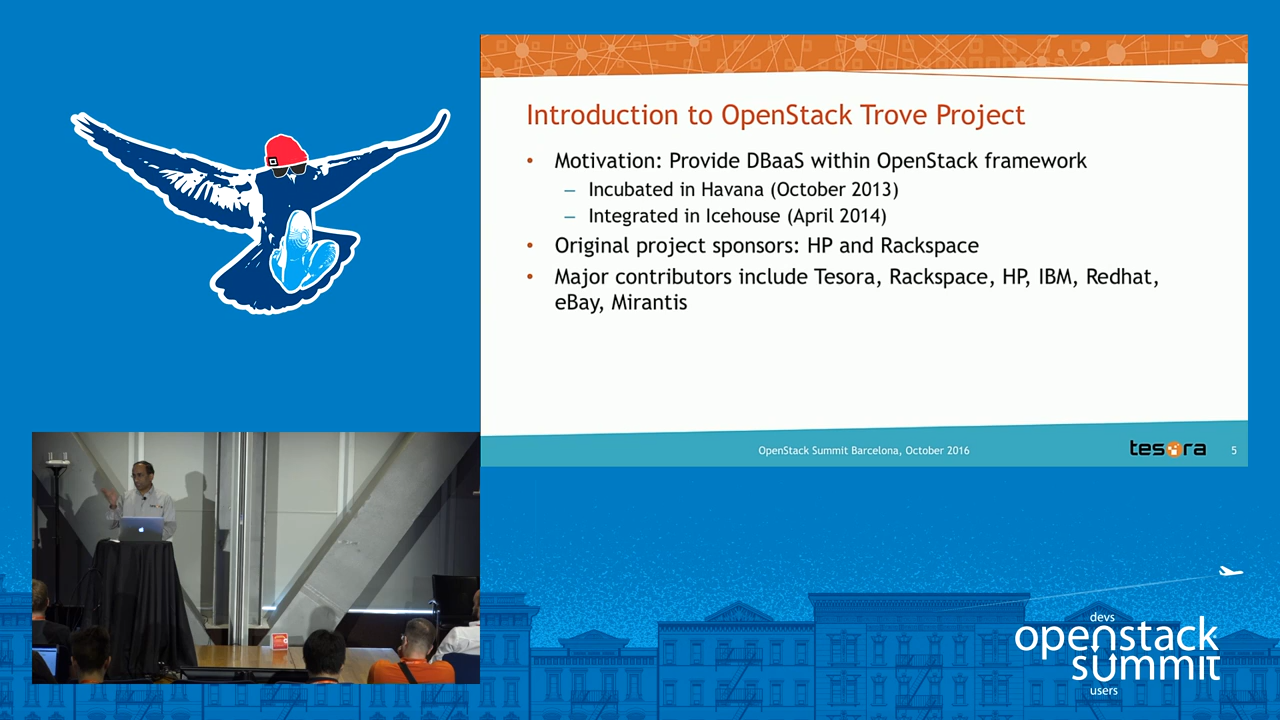 Introduction to OpenStack Trove Project
• Motivation: Provide DBaaS within OpenStack framework
– Incubated in Havana (October 2013)
– Integrated in Icehouse (April 2014)
• Original project sponsors: HP and Rackspace
• Major contributors include Tesora, Rackspace, HP, IBM, Redhat,
eBay, Mirantis
OpenStack Summit Barcelona, October 2016
tesora
5
devs
openstack
summit
users